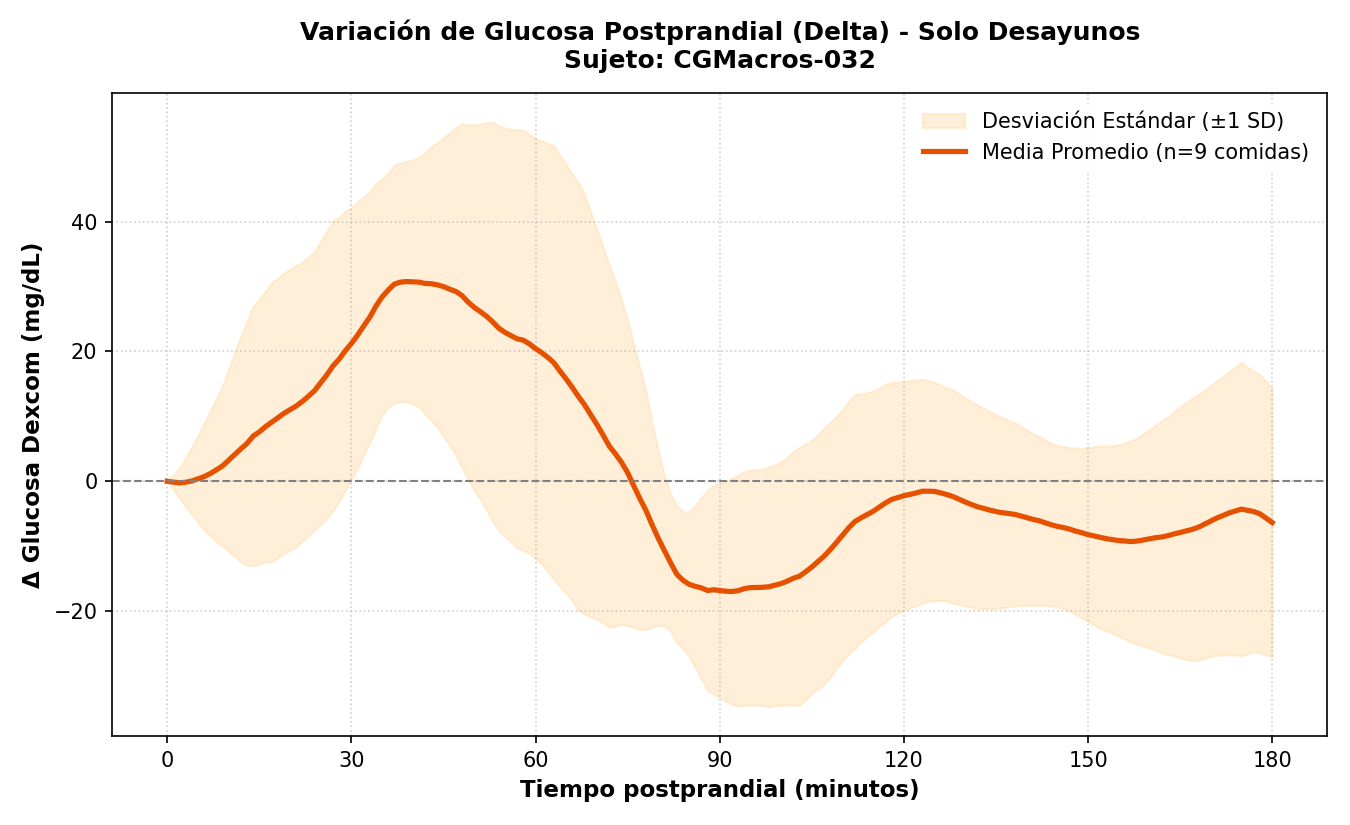 Variación de Glucosa Postprandial (Delta) - Solo Desayunos
Sujeto: CGMacros-032
Desviación Estándar (±1 SD)
Media Promedio (n=9 comidas)
Δ Glucosa Dexcom (mg/dL)
40
20
0
−20
0 30 60 90 120 150 180
Tiempo postprandial (minutos)